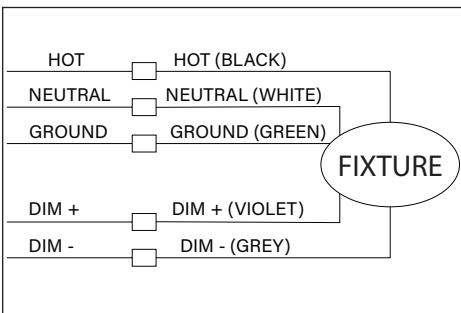 HOT HOT (BLACK)
NEUTRAL NEUTRAL (WHITE)
GROUND GROUND (GREEN)
FIXTURE
DIM + DIM + (VIOLET)
DIM - DIM - (GREY)